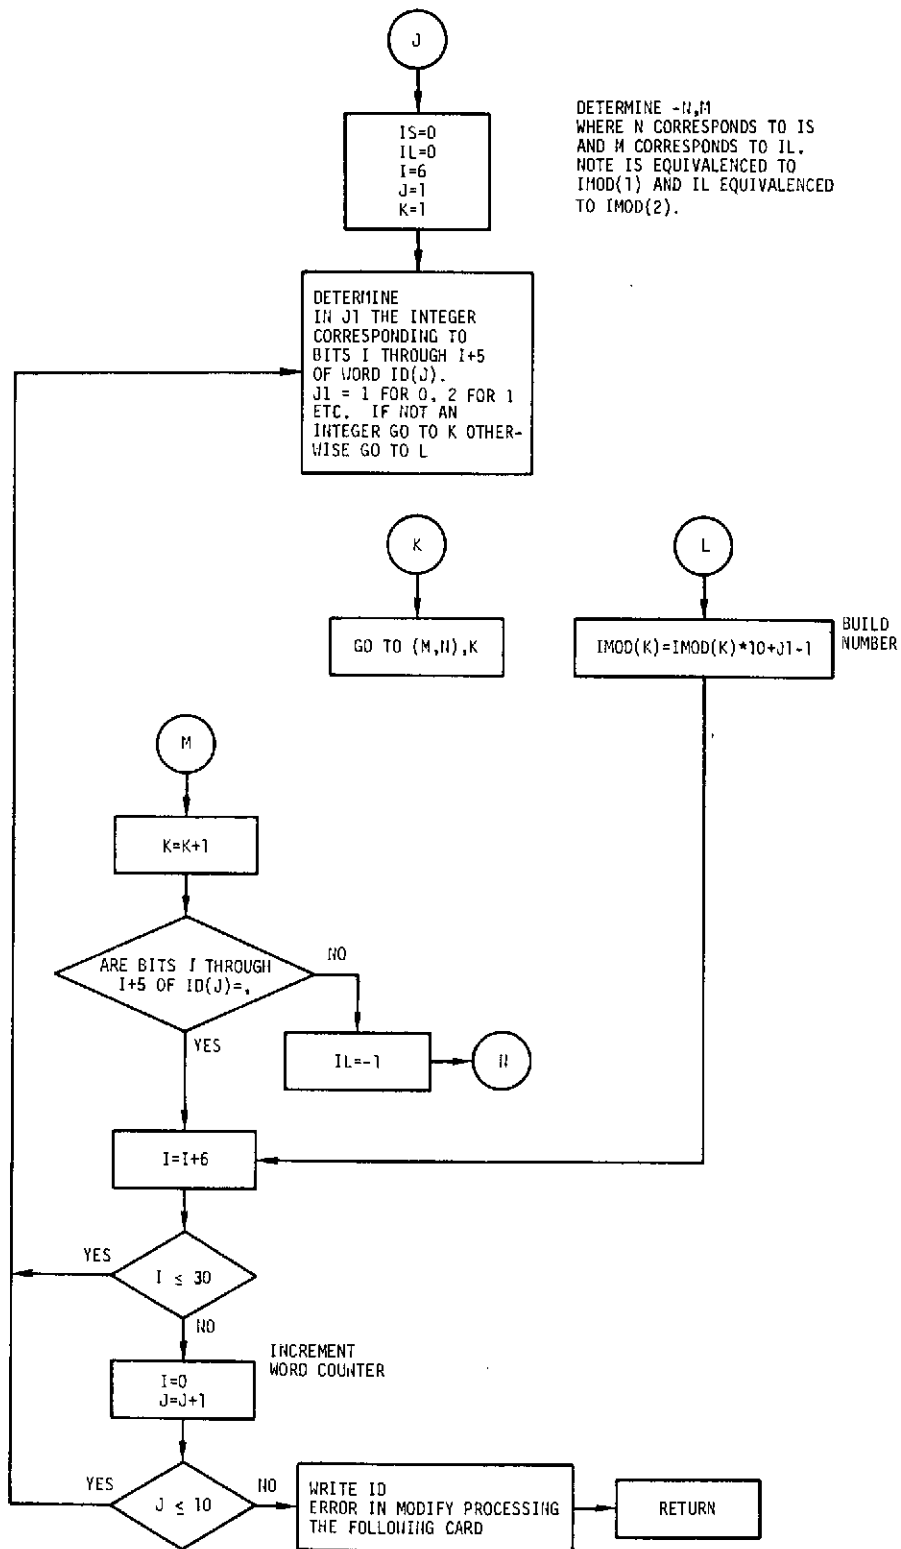 J
IS=0
IL=0
I=6
J=1
K=1
DETERMINE -N,M
WHERE N CORRESPONDS TO IS
AND M CORRESPONDS TO IL.
NOTE IS EQUIVALENCED TO
IMOD(1) AND IL EQUIVALENCED
TO IMOD(2).
DETERMINE
IN J1 THE INTEGER
CORRESPONDING TO
BITS I THROUGH I+5
OF WORD ID(J).
J1 = 1 FOR 0, 2 FOR 1
ETC. IF NOT AN
INTEGER GO TO K OTHER-
WISE GO TO L
K
L
GO TO (M,N),K
IMOD(K)=IMOD(K)*10+J1-1
BUILD
NUMBER
M
K=K+1
ARE BITS I THROUGH
I+5 OF ID(J)=,
NO
YES
IL=-1
N
I=I+6
YES
I ≤ 30
NO
INCREMENT
WORD COUNTER
I=0
J=J+1
YES
J ≤ 10
NO
WRITE ID
ERROR IN MODIFY PROCESSING
THE FOLLOWING CARD
RETURN